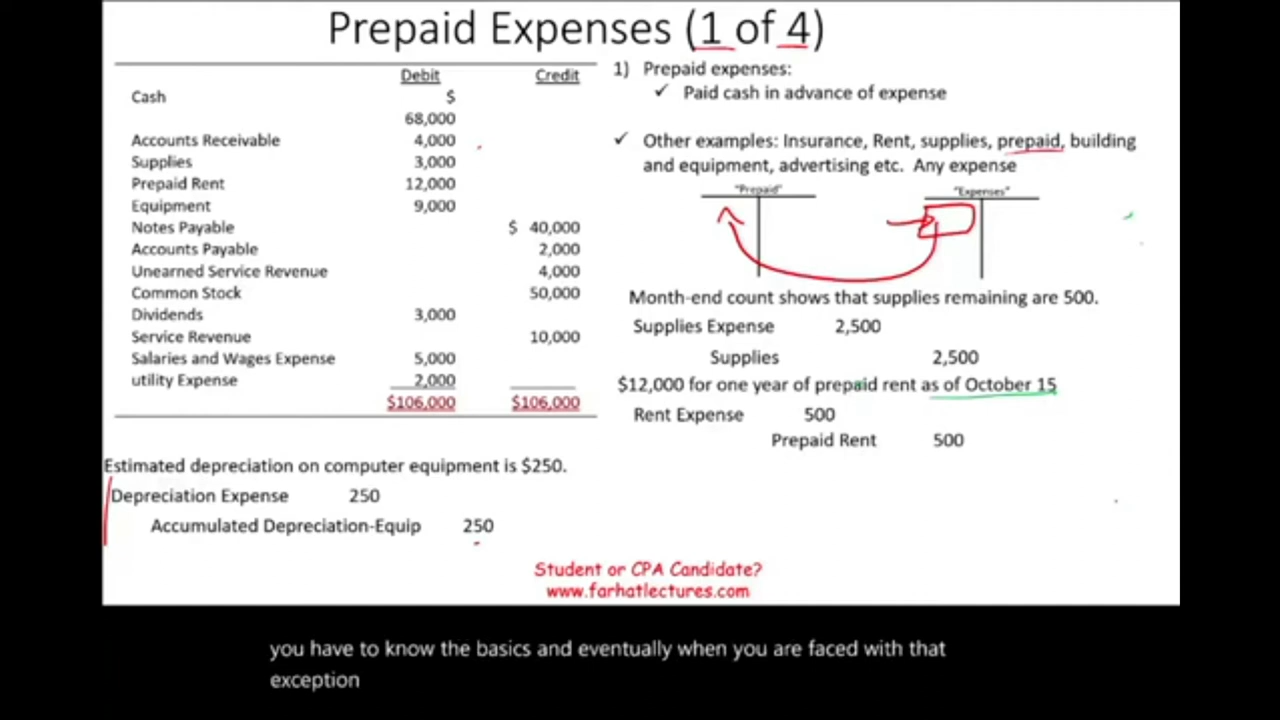 Prepaid Expenses (1 of 4)
Debit Credit
Cash $
68,000
Accounts Receivable 4,000
Supplies 3,000
Prepaid Rent 12,000
Equipment 9,000
Notes Payable $ 40,000
Accounts Payable 2,000
Unearned Service Revenue 4,000
Common Stock 50,000
Dividends 3,000
Service Revenue 10,000
Salaries and Wages Expense 5,000
utility Expense 2,000
$106,000 $106,000
Estimated depreciation on computer equipment is $250.
Depreciation Expense 250
Accumulated Depreciation-Equip 250
1) Prepaid expenses:
✓ Paid cash in advance of expense
✓ Other examples: Insurance, Rent, supplies, prepaid, building
and equipment, advertising etc. Any expense
"Prepaid" "Expenses"
Month-end count shows that supplies remaining are 500.
Supplies Expense 2,500
Supplies 2,500
$12,000 for one year of prepaid rent as of October 15
Rent Expense 500
Prepaid Rent 500
Student or CPA Candidate?
www.farhatlectures.com
you have to know the basics and eventually when you are faced with that
exception